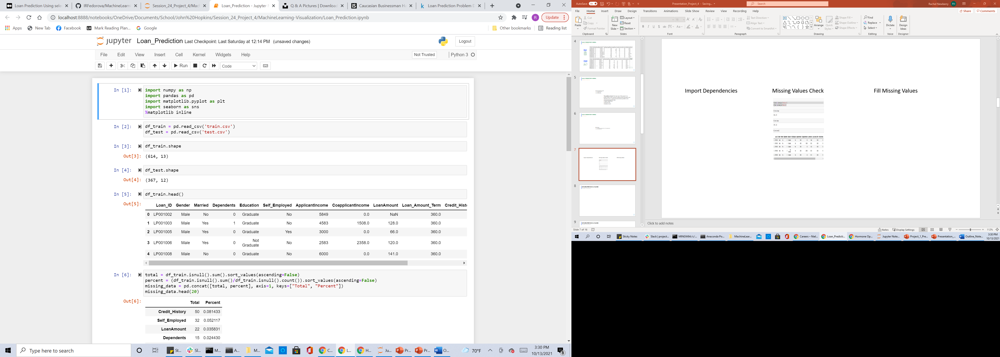 Loan Prediction Using sele
IRFedorova/MachineLearni
Session_24_Project_4/Mac
Loan_Prediction - Jupyter N
Q & A Pictures | Download
Caucasian Businessman Ha
Loan Prediction Problem D
localhost:8888/notebooks/OneDrive/Documents/School/John%20Hopkins/Session_24_Project_4/MachineLearning-Visualization/Loan_Prediction.ipynb
R
Update
Apps
New Tab
Facebook
Mark Reading Plan...
Google
Other bookmarks
Reading list
jupyter Loan_Prediction Last Checkpoint: Last Saturday at 12:14 PM (unsaved changes)
Logout
File Edit View Insert Cell Kernel Widgets Help
Not Trusted
Python 3
Run
Code
In [1]:
import numpy as np
import pandas as pd
import matplotlib.pyplot as plt
import seaborn as sns
%matplotlib inline
In [2]:
df_train = pd.read_csv('train.csv')
df_test = pd.read_csv('test.csv')
In [3]: df_train.shape
Out[3]: (614, 13)
In [4]: df_test.shape
Out[4]: (367, 12)
In [5]: df_train.head()
Out[5]:
Loan_ID Gender Married Dependents Education Self_Employed ApplicantIncome CoapplicantIncome LoanAmount Loan_Amount_Term Credit_Histo
0 LP001002 Male No 0 Graduate No 5849 0.0 NaN 360.0
1 LP001003 Male Yes 1 Graduate No 4583 1508.0 128.0 360.0
2 LP001005 Male Yes 0 Graduate Yes 3000 0.0 66.0 360.0
3 LP001006 Male Yes 0 Not Graduate No 2583 2358.0 120.0 360.0
4 LP001008 Male No 0 Graduate No 6000 0.0 141.0 360.0
In [6]:
total = df_train.isnull().sum().sort_values(ascending=False)
percent = (df_train.isnull().sum()/df_train.isnull().count()).sort_values(ascending=False)
missing_data = pd.concat([total, percent], axis=1, keys=["Total", "Percent"])
missing_data.head(20)
Out[6]:
Total Percent
Credit_History 50 0.081433
Self_Employed 32 0.052117
LoanAmount 22 0.035831
Dependents 15 0.024430
Type here to search
St...
Sl...
M...
A...
M...
C...
L...
H...
Ju...
Pr...
Pr...
O...
70°F
3:30 PM
10/13/2021
8
AutoSave On
Presentation_Project_4 - Saving...
Search
Rachel Newberry RN
File Home Insert Draw Design Transitions Animations Slide Show Review View Recording Help
Share
Comments
Paste
Cut
Copy
Format Painter
Clipboard
New Slide
Layout
Reset
Section
Slides
18
Font
Text Direction
Align Text
Convert to SmartArt
Paragraph
Arrange
Quick Styles
Shape Fill
Shape Outline
Shape Effects
Drawing
Find
Replace
Select
Editing
Dictate
Voice
Design Ideas
Designer
4
Test
Train
5
6
7
8
9
Import Dependencies
Missing Values Check
Fill Missing Values
Click to add notes
Slide 7 of 16
Notes
Display Settings
112%
Sticky Notes
Slack | project...
MINGW64:/c/...
Anaconda Po...
MachineLear...
Careers – Niel...
Loan_Predicti...
Hormone Op...
Jupyter Note...
Project_1_Pre...
Presentation_...
Outline_Note...
3:30 PM
10/13/2021